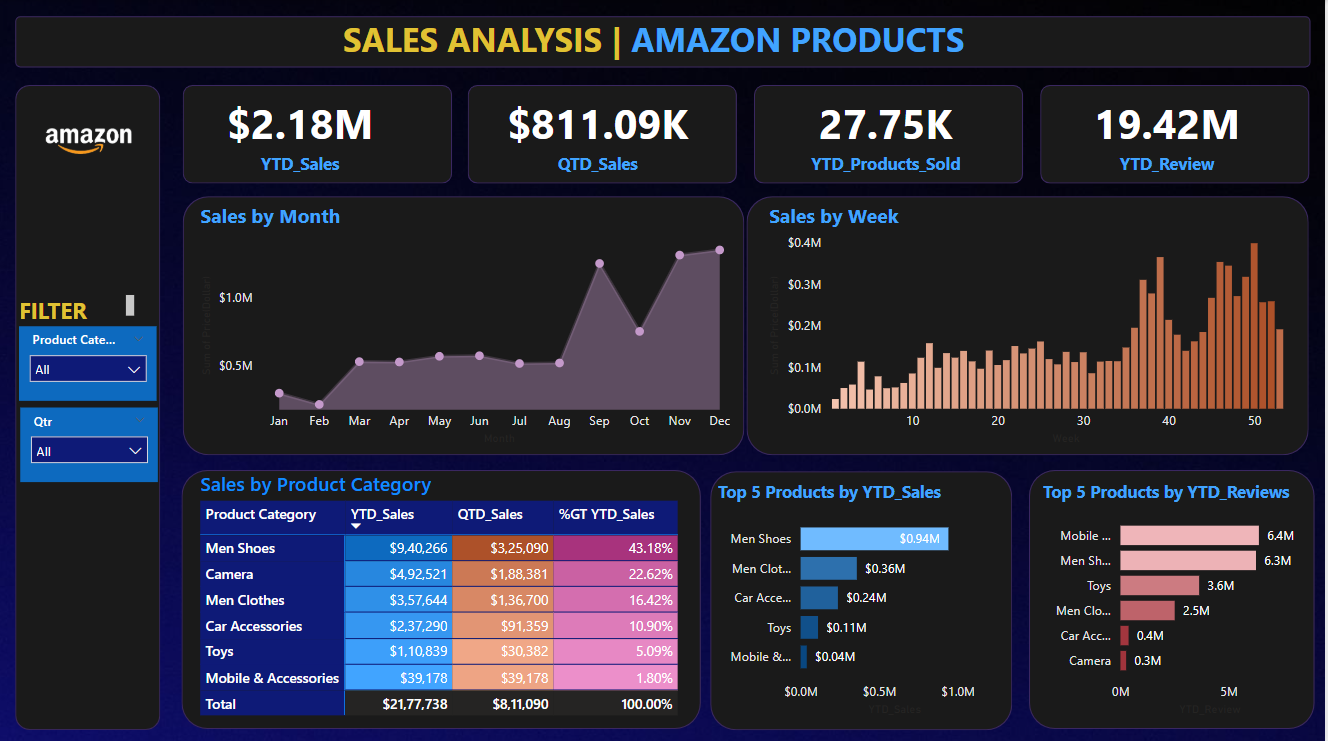 SALES ANALYSIS | AMAZON PRODUCTS
amazon
FILTER
Product Cate...
All
Qtr
All
$2.18M
YTD_Sales
$811.09K
QTD_Sales
27.75K
YTD_Products_Sold
19.42M
YTD_Review
Sales by Month
$1.0M
$0.5M
Jan Feb Mar Apr May Jun Jul Aug Sep Oct Nov Dec
Month
Sales by Week
$0.4M
$0.3M
$0.2M
$0.1M
$0.0M
10 20 30 40 50
Week
Sales by Product Category
Product Category YTD_Sales QTD_Sales %GT YTD_Sales
Men Shoes $9,40,266 $3,25,090 43.18%
Camera $4,92,521 $1,88,381 22.62%
Men Clothes $3,57,644 $1,36,700 16.42%
Car Accessories $2,37,290 $91,359 10.90%
Toys $1,10,839 $30,382 5.09%
Mobile & Accessories $39,178 $39,178 1.80%
Total $21,77,738 $8,11,090 100.00%
Top 5 Products by YTD_Sales
Men Shoes $0.94M
Men Clot... $0.36M
Car Acce... $0.24M
Toys $0.11M
Mobile &... $0.04M
$0.0M $0.5M $1.0M
YTD_Sales
Top 5 Products by YTD_Reviews
Mobile ... 6.4M
Men Sh... 6.3M
Toys 3.6M
Men Clo... 2.5M
Car Acc... 0.4M
Camera 0.3M
0M 5M
YTD_Review